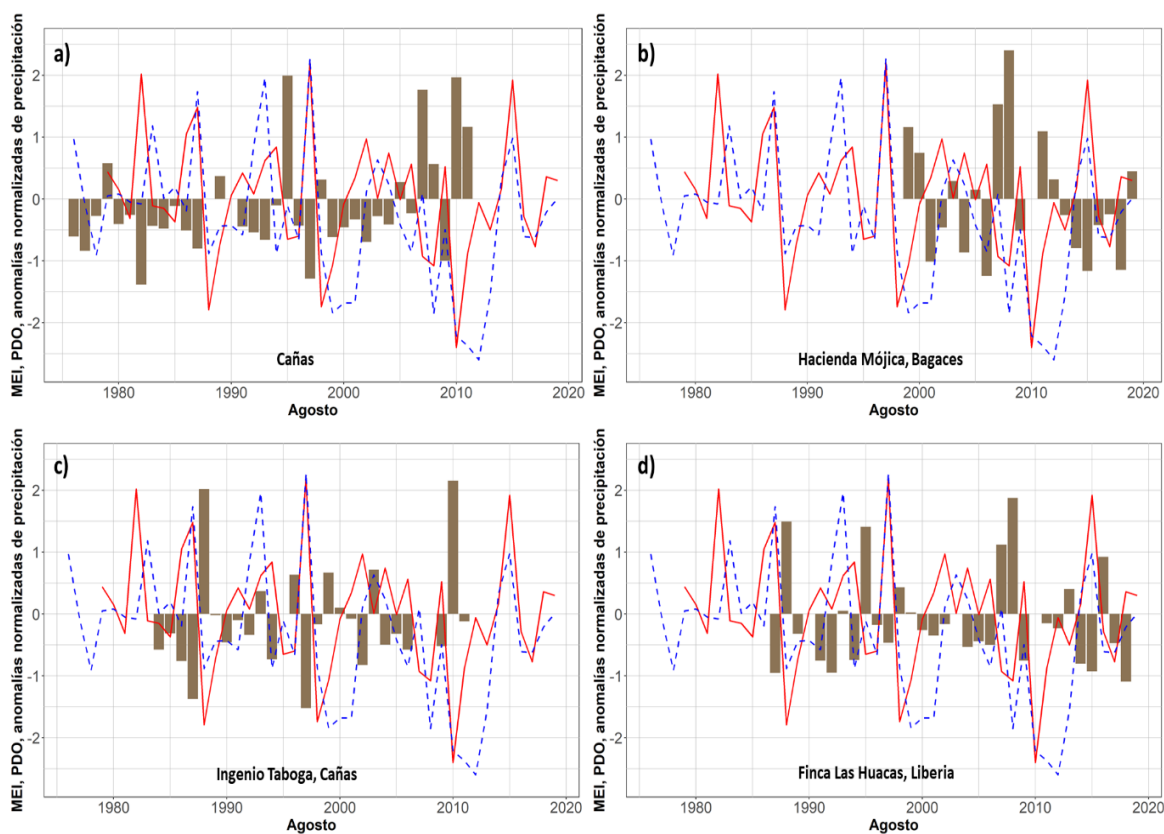 MEI, PDO, anomalías normalizadas de precipitación
a)
2
1
0
-1
-2
Cañas
1980 1990 2000 2010 2020
Agosto
MEI, PDO, anomalías normalizadas de precipitación
b)
2
1
0
-1
-2
Hacienda Mójica, Bagaces
1980 1990 2000 2010 2020
Agosto
MEI, PDO, anomalías normalizadas de precipitación
c)
2
1
0
-1
-2
Ingenio Taboga, Cañas
1980 1990 2000 2010 2020
Agosto
MEI, PDO, anomalías normalizadas de precipitación
d)
2
1
0
-1
-2
Finca Las Huacas, Liberia
1980 1990 2000 2010 2020
Agosto